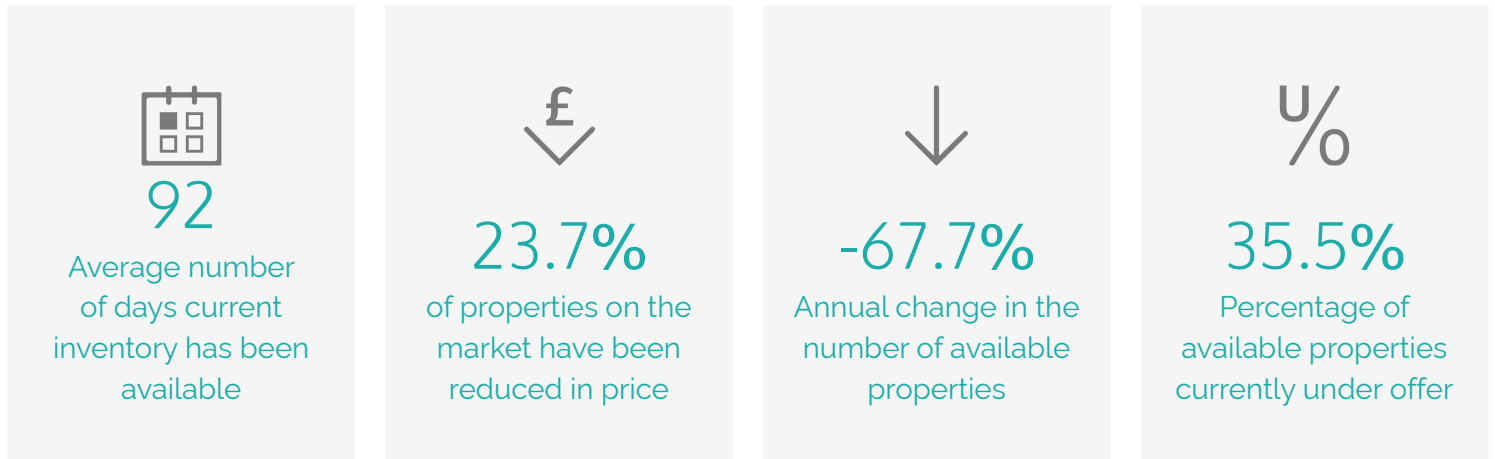 92
Average number
of days current
inventory has been
available
£
23.7%
of properties on the
market have been
reduced in price
-67.7%
Annual change in the
number of available
properties
U/O
35.5%
Percentage of
available properties
currently under offer